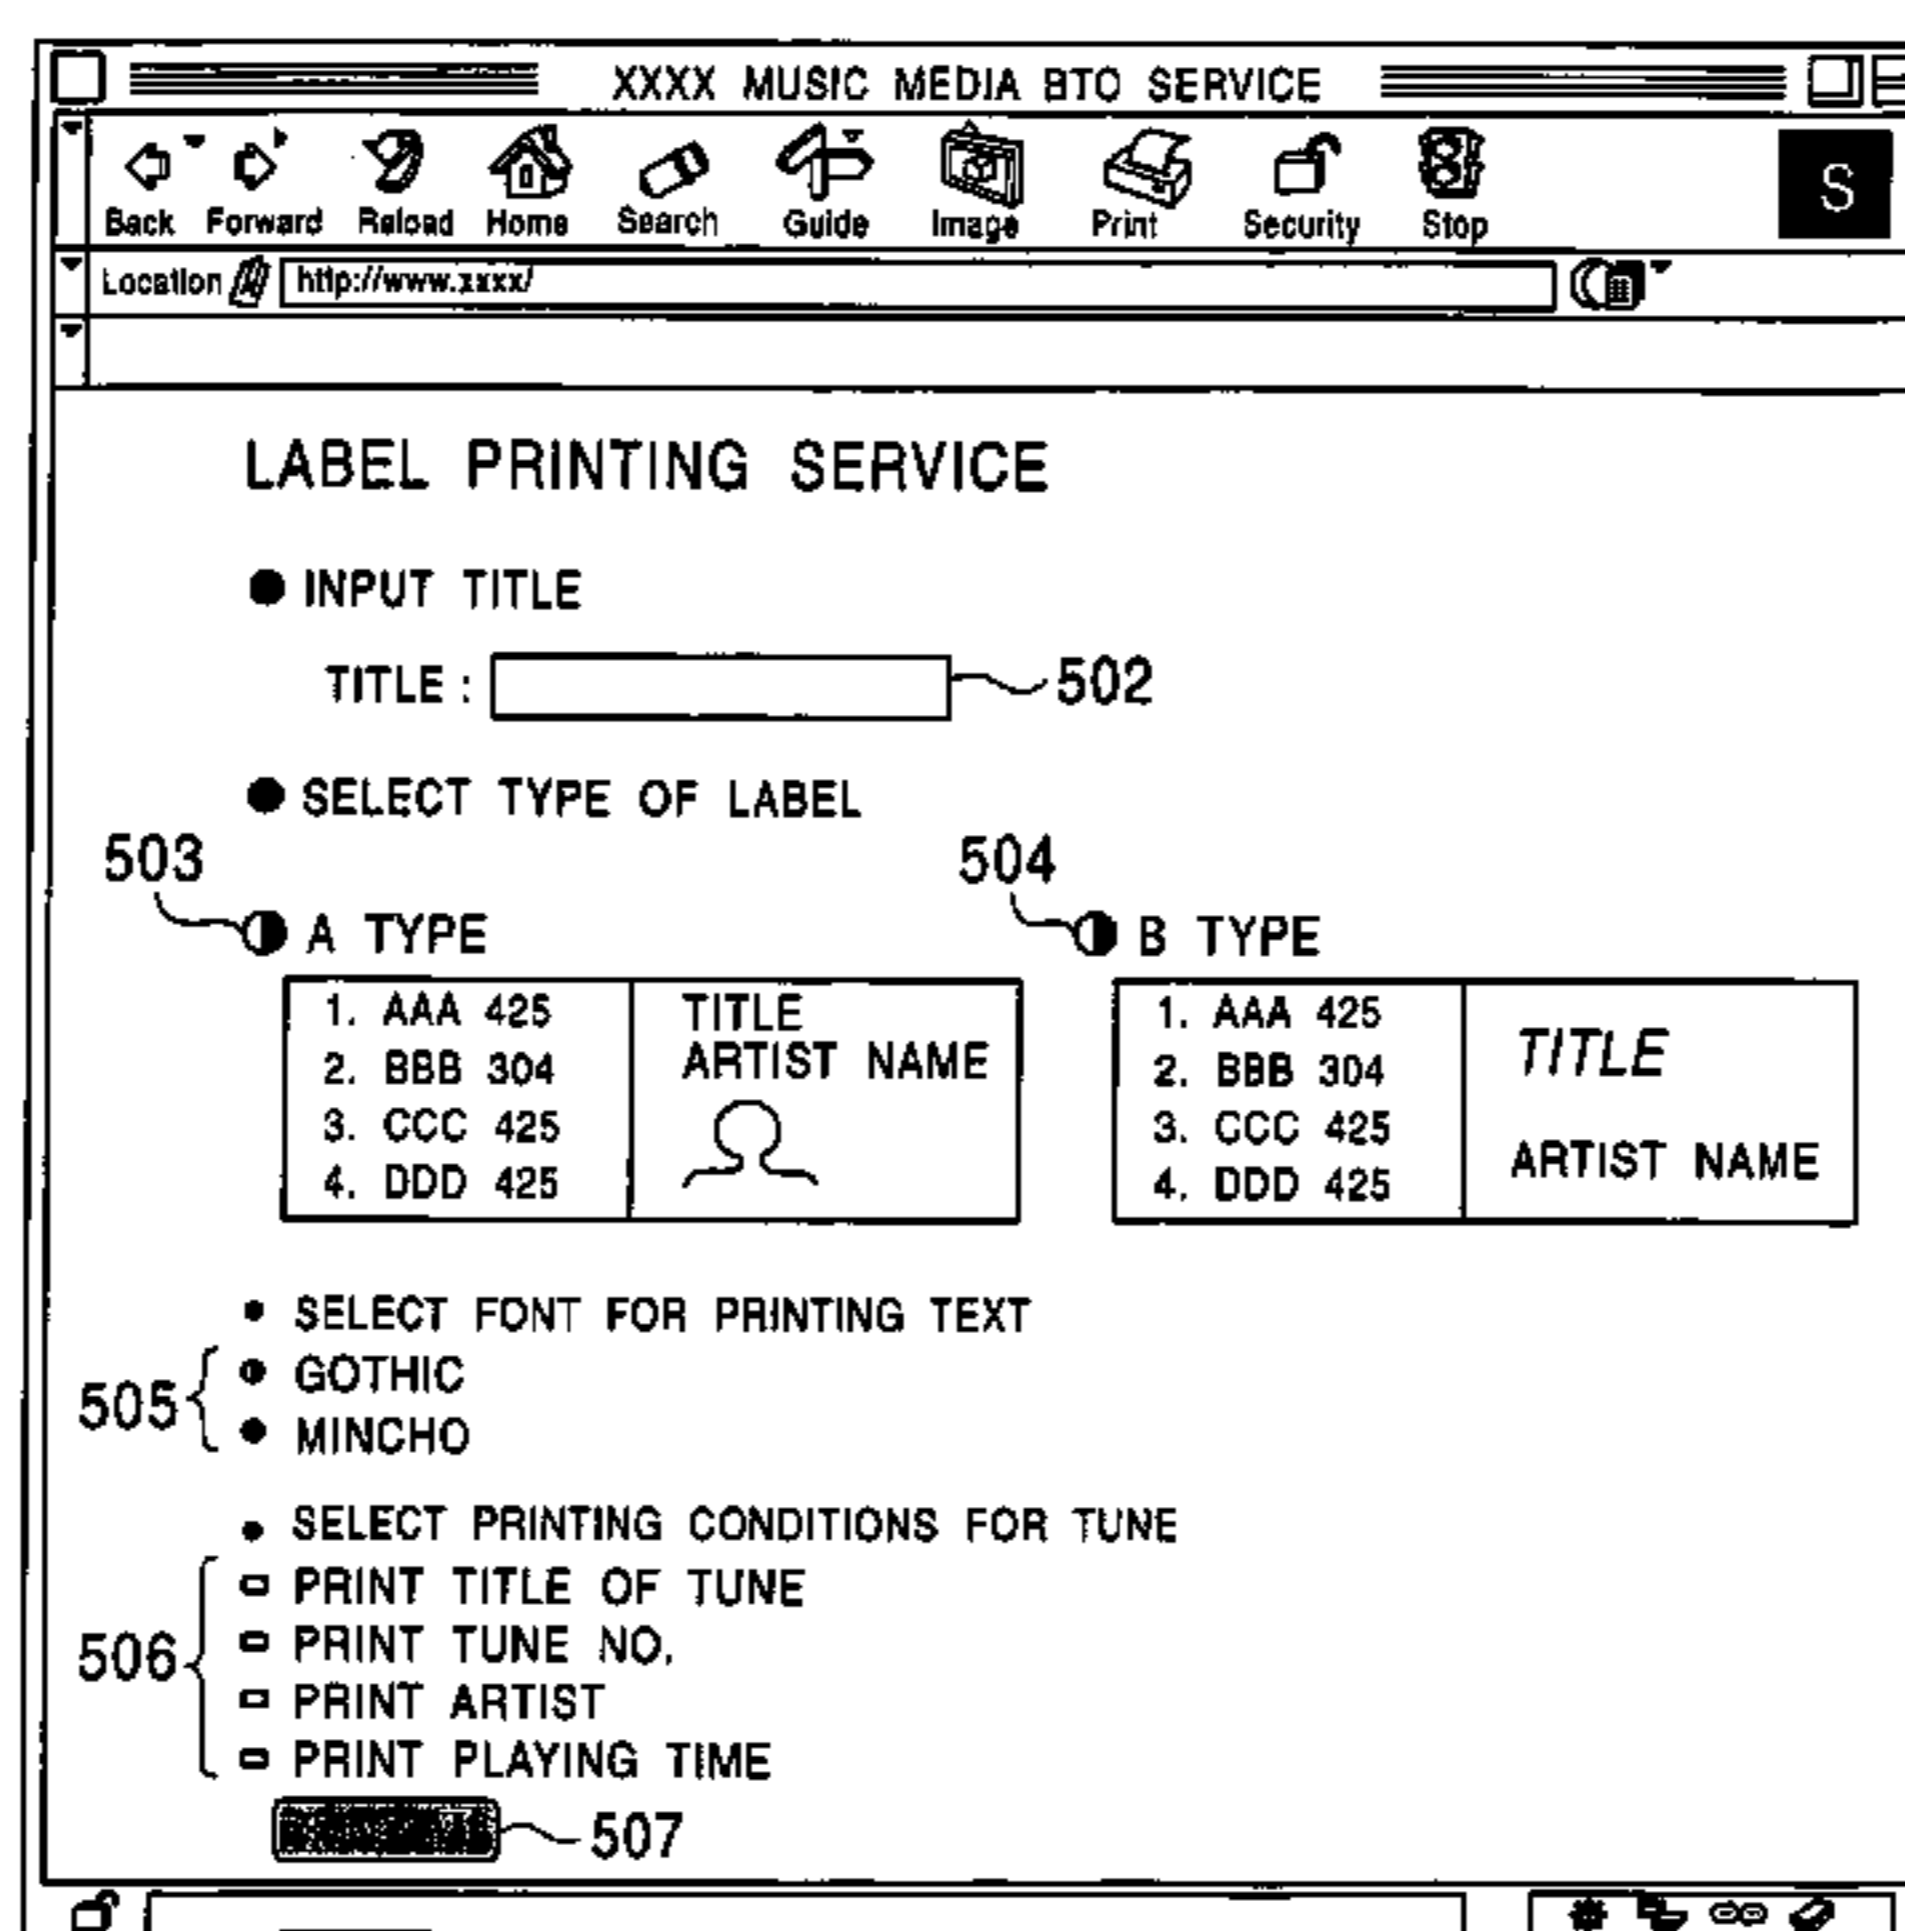 XXXX MUSIC MEDIA BTO SERVICE
Back Forward Reload Home Search Guide Image Print Security Stop S
Location http://www.xxxx/
LABEL PRINTING SERVICE
● INPUT TITLE
TITLE : 502
● SELECT TYPE OF LABEL
503 504
A TYPE B TYPE
1. AAA 425 TITLE 1. AAA 425 TITLE
2. BBB 304 ARTIST NAME 2. BBB 304
3. CCC 425 3. CCC 425 ARTIST NAME
4. DDD 425 4. DDD 425
• SELECT FONT FOR PRINTING TEXT
GOTHIC
505
MINCHO
• SELECT PRINTING CONDITIONS FOR TUNE
PRINT TITLE OF TUNE
PRINT TUNE NO.
506
PRINT ARTIST
PRINT PLAYING TIME
507